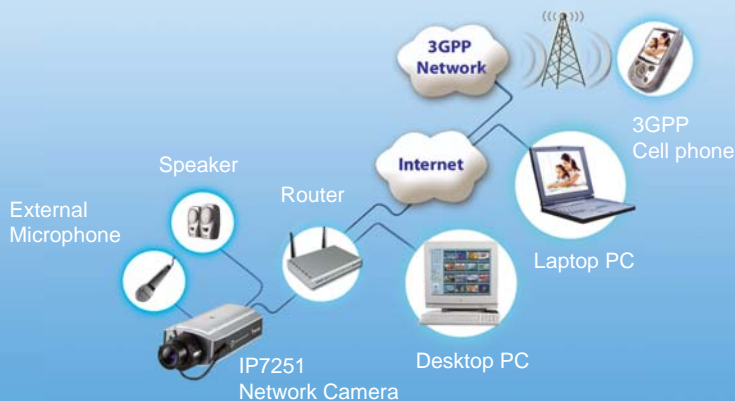 3GPP
Network
3GPP
Cell phone
Internet
Speaker
Router
External
Microphone
Laptop PC
Desktop PC
IP7251
Network Camera